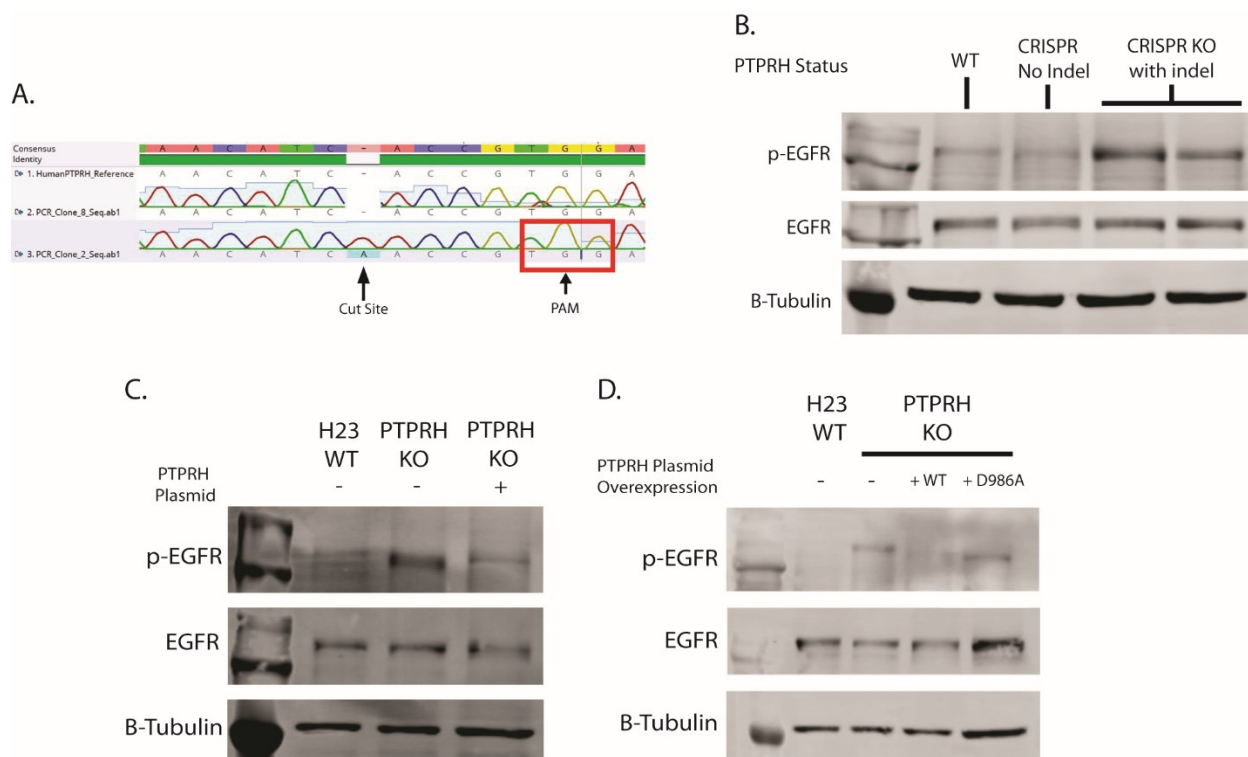 A.
Consensus
Identity
A A C A T C - A C C G T G G A
1. HumanPTPRH_Reference
A A C A T C - A C C G T G G A
2. PCR_Clone_8_Seq.ab1
A A C A T C - A C C G T G G A
3. PCR_Clone_2_Seq.ab1
A A C A T C A A C C G T G G A
Cut Site
PAM
B.
PTPRH Status
WT
CRISPR
No Indel
CRISPR KO
with indel
p-EGFR
EGFR
B-Tubulin
C.
H23
WT
PTPRH
KO
PTPRH
KO
PTPRH
Plasmid
- - +
p-EGFR
EGFR
B-Tubulin
D.
H23
WT
PTPRH
KO
PTPRH Plasmid
Overexpression
- - + WT + D986A
p-EGFR
EGFR
B-Tubulin